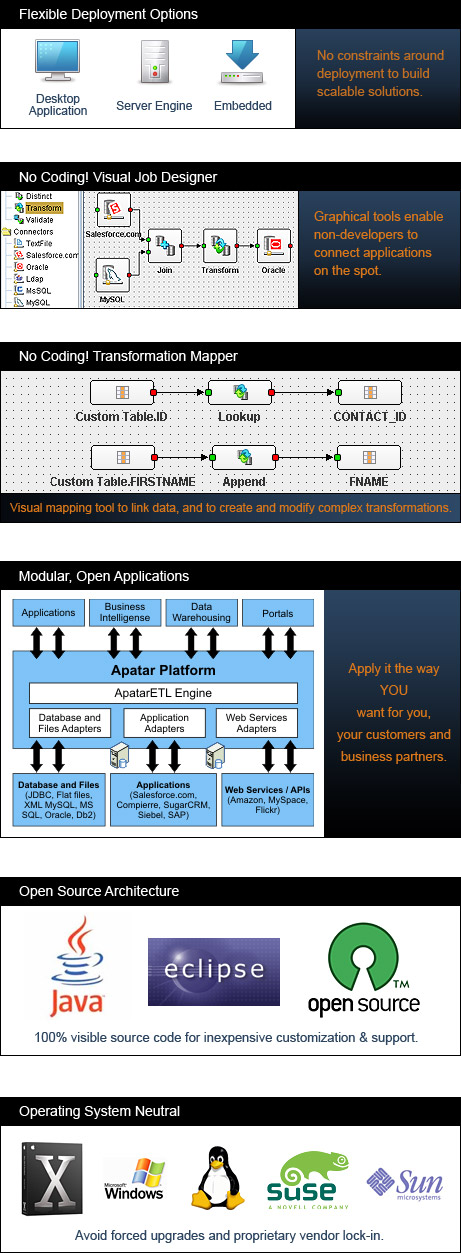 Flexible Deployment Options
Desktop
Application
Server Engine
Embedded
No constraints around
deployment to build
scalable solutions.
No Coding! Visual Job Designer
Distinct
Transform
Validate
Connectors
TextFile
Salesforce.com
Oracle
Ldap
MsSQL
MySQL
Salesforce.com
MySQL
Join
Transform
Oracle
Graphical tools enable
non-developers to
connect applications
on the spot.
No Coding! Transformation Mapper
Custom Table.ID
Lookup
CONTACT_ID
Custom Table.FIRSTNAME
Append
FNAME
Visual mapping tool to link data, and to create and modify complex transformations.
Modular, Open Applications
Applications
Business
Intelligense
Data
Warehousing
Portals
Apatar Platform
ApatarETL Engine
Database and
Files Adapters
Application
Adapters
Web Services
Adapters
Database and Files
(JDBC, Flat files,
XML MySQL, MS
SQL, Oracle, Db2)
Applications
(Salesforce.com,
Compierre, SugarCRM,
Siebel, SAP)
Web Services / APIs
(Amazon, MySpace,
Flickr)
Apply it the way
YOU
want for you,
your customers and
business partners.
Open Source Architecture
Java
eclipse
open source
TM
100% visible source code for inexpensive customization & support.
Operating System Neutral
X
Microsoft
Windows
SUSE
A NOVELL COMPANY
Sun
microsystems
Avoid forced upgrades and proprietary vendor lock-in.